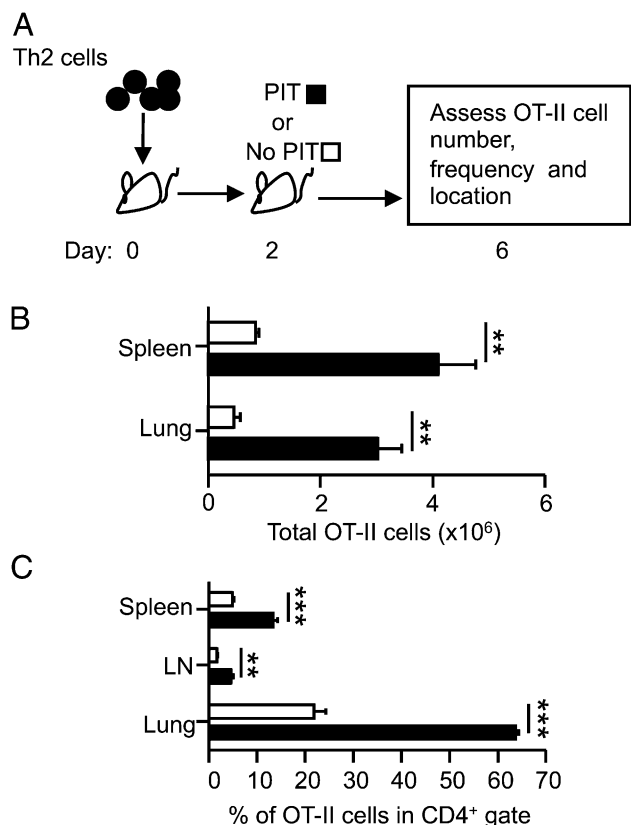 A
Th2 cells
PIT
or
No PIT
Assess OT-II cell
number,
frequency and
location
Day: 0 2 6
B
Spleen
**
Lung
**
0 2 4 6
Total OT-II cells (x10⁶)
C
Spleen
***
LN
**
Lung
***
0 10 20 30 40 50 60 70
% of OT-II cells in CD4⁺ gate